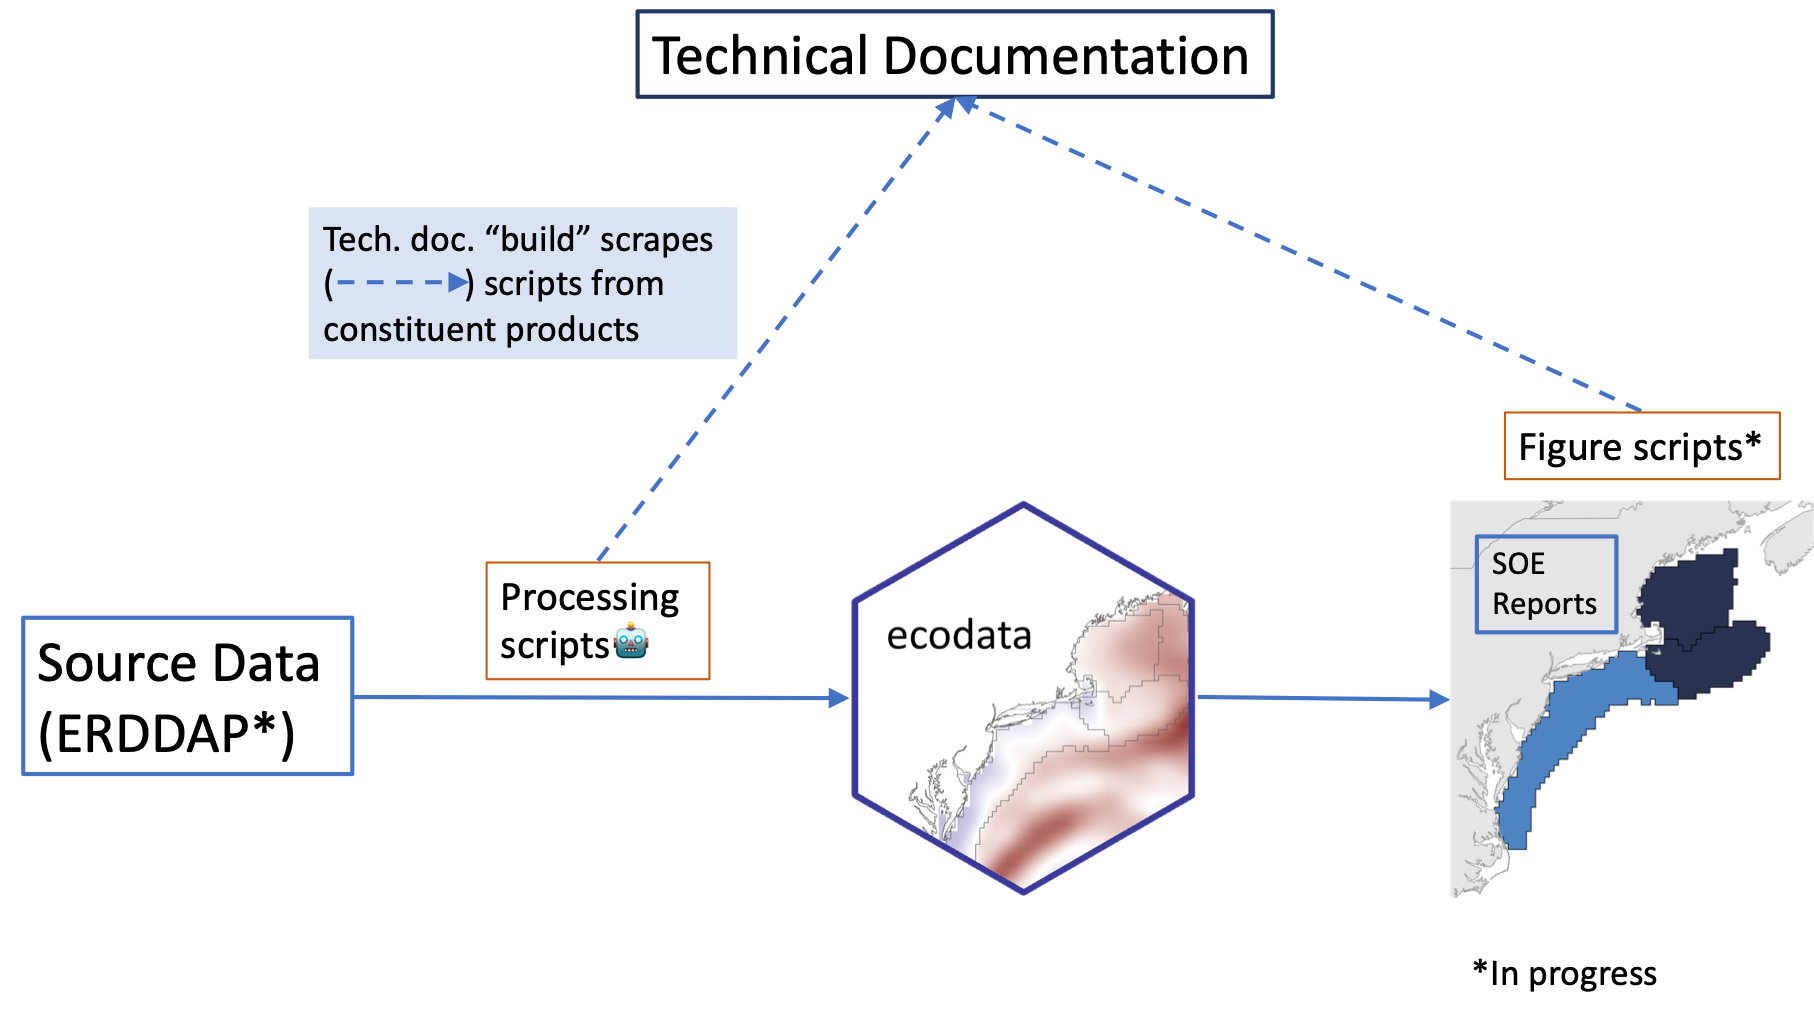 Technical Documentation
Tech. doc. “build” scrapes
( ) scripts from
constituent products
Figure scripts*
Processing
scripts
SOE
Reports
ecodata
Source Data
(ERDDAP*)
*In progress